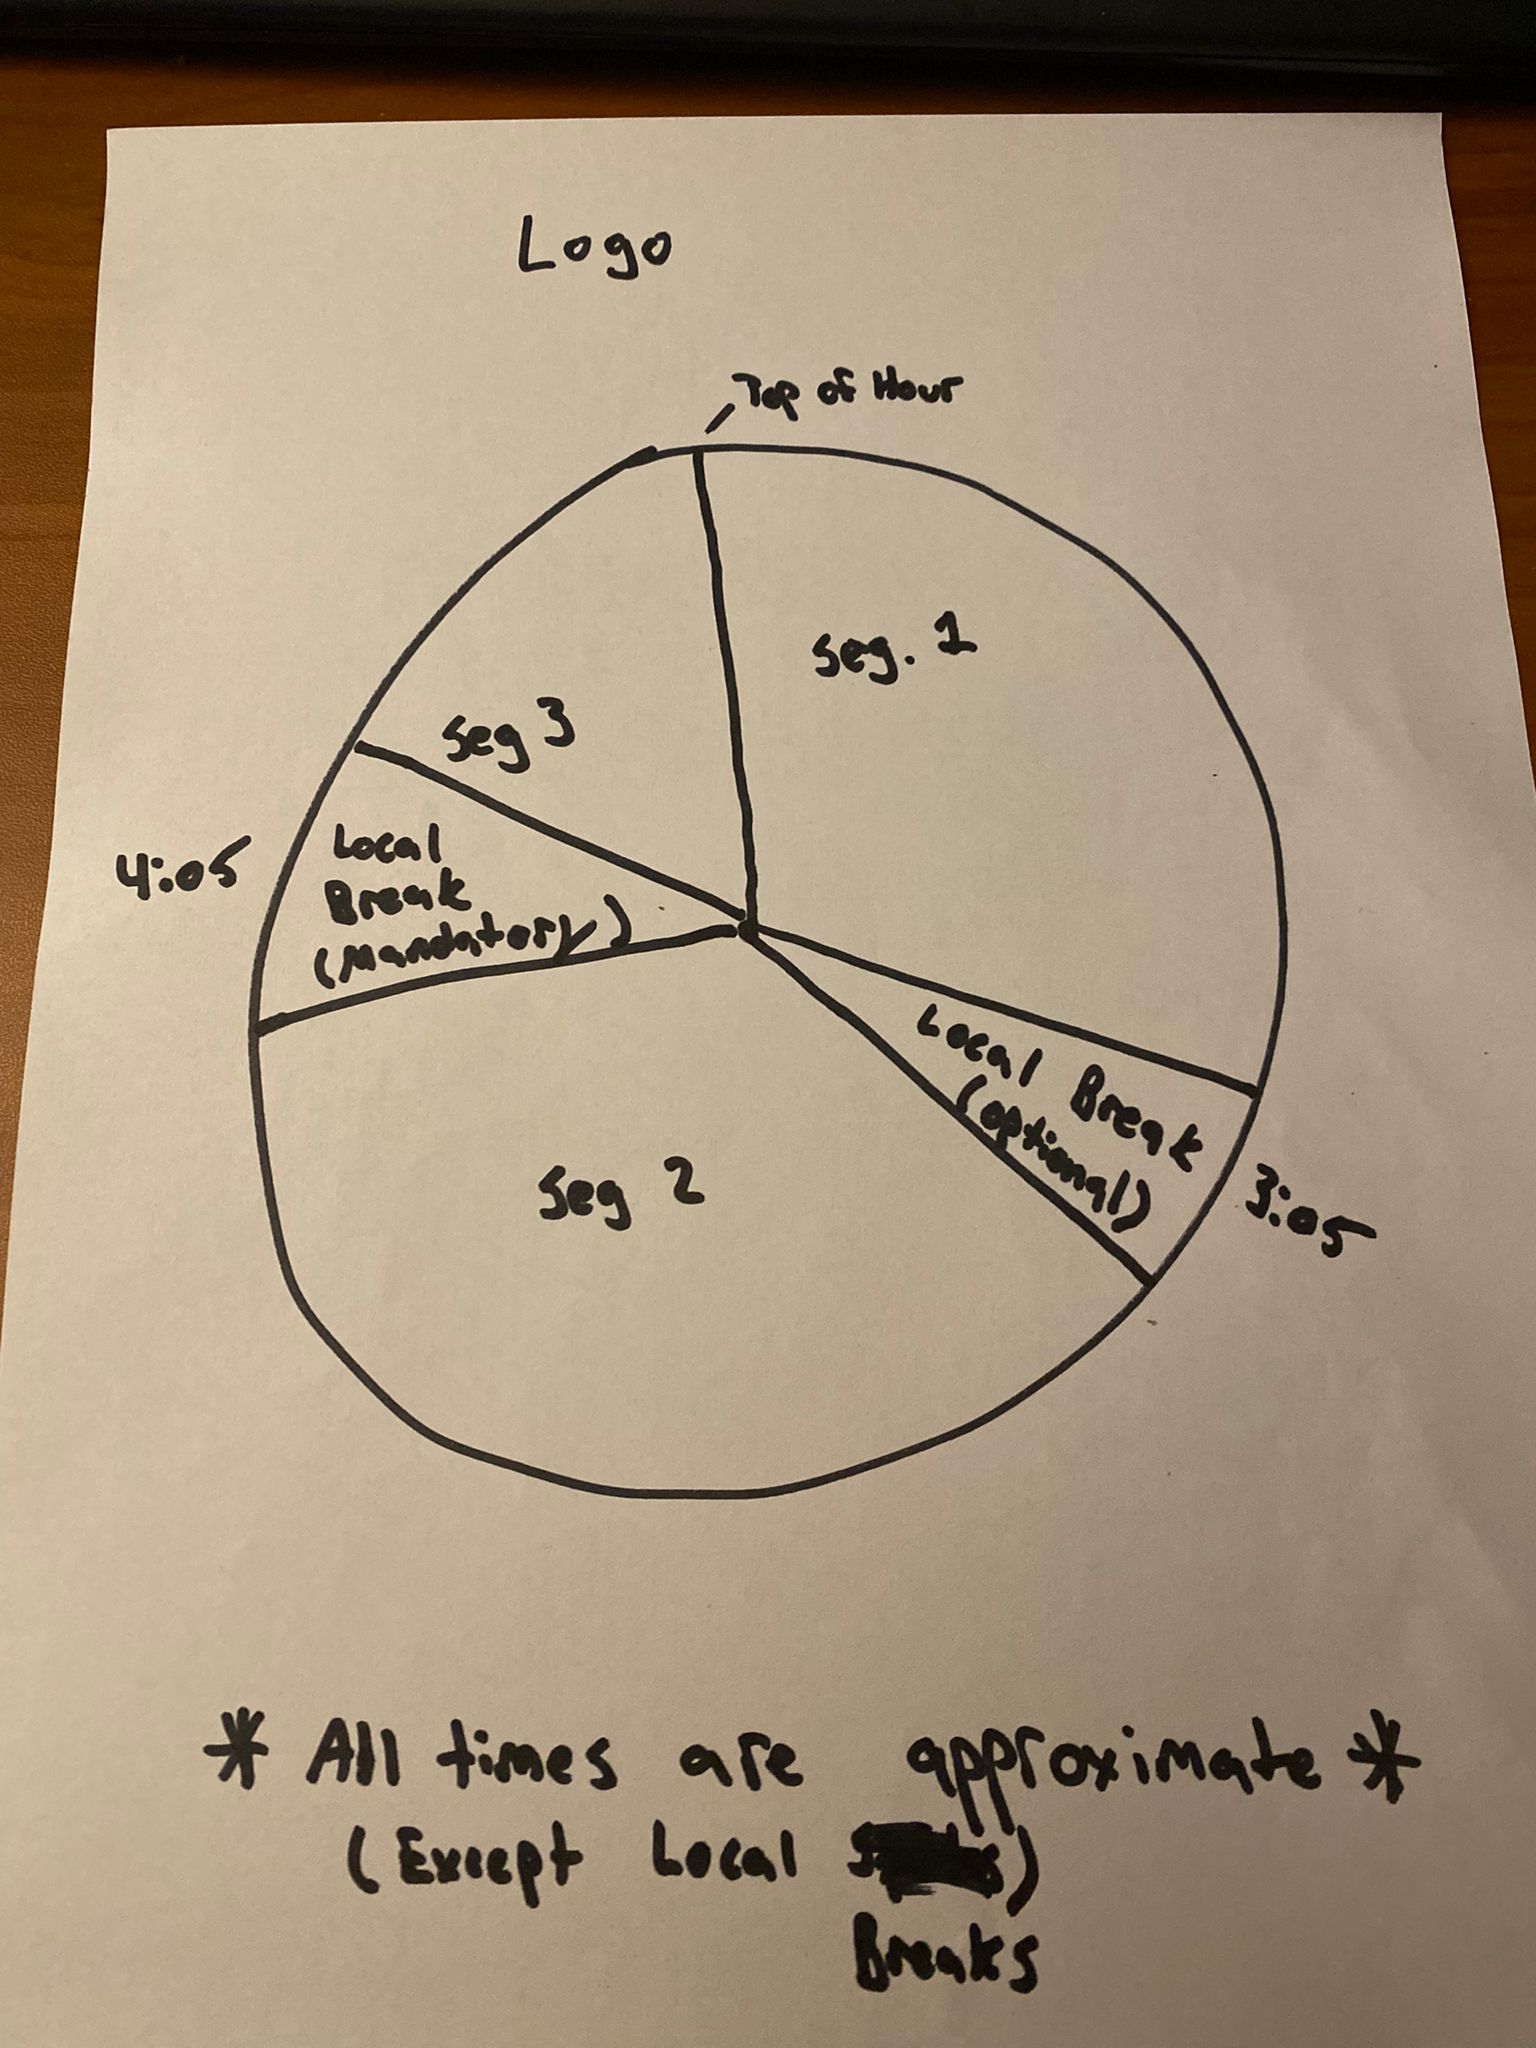 Logo
Top of Hour
Seg. 1
Seg 3
Local
Break
(Mandatory)
4:05
Local Break
(optional)
3:05
Seg 2
* All times are approximate *
(Except Local )
Breaks